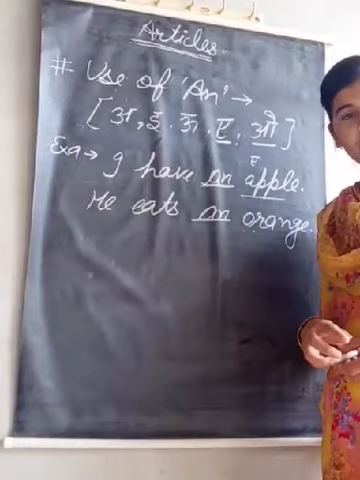 Articles
# Use of 'An' →
[अ, इ, उ, ए, ओ]
Exa → I have an apple.
ए
He eats an orange.